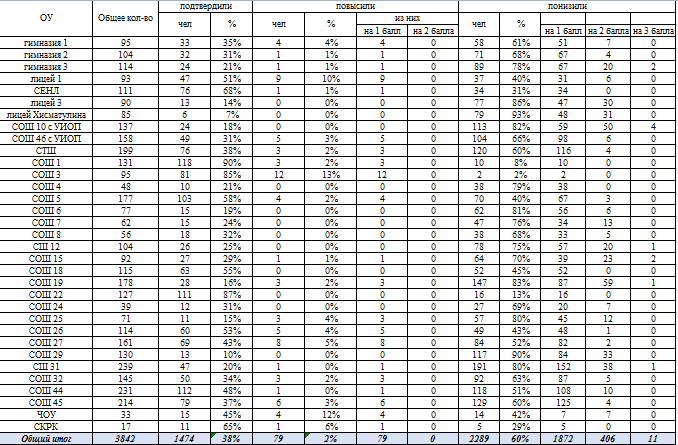 ОУ Общее кол-во подтвердили повысили понизили
чел % чел % из них чел % из них
на 1 балл на 2 балла на 1 балл на 2 балла на 3 балла
гимназия 1 95 33 35% 4 4% 4 0 58 61% 51 7 0
гимназия 2 104 32 31% 1 1% 1 0 71 68% 67 4 0
гимназия 3 114 24 21% 1 1% 1 0 89 78% 67 20 2
лицей 1 93 47 51% 9 10% 9 0 37 40% 31 6 0
СЕНЛ 111 76 68% 1 1% 1 0 34 31% 34 0 0
лицей 3 90 13 14% 0 0% 0 0 77 86% 47 30 0
лицей Хисматулина 85 6 7% 0 0% 0 0 79 93% 48 31 0
СОШ 10 с УИОП 137 24 18% 0 0% 0 0 113 82% 59 50 4
СОШ 46 с УИОП 158 49 31% 5 3% 5 0 104 66% 98 6 0
СТШ 199 76 38% 3 2% 3 0 120 60% 116 4 0
СОШ 1 131 118 90% 3 2% 3 0 10 8% 10 0 0
СОШ 3 95 81 85% 12 13% 12 0 2 2% 2 0 0
СОШ 4 48 10 21% 0 0% 0 0 38 79% 38 0 0
СОШ 5 177 103 58% 4 2% 4 0 70 40% 67 3 0
СОШ 6 77 15 19% 0 0% 0 0 62 81% 56 6 0
СОШ 7 62 15 24% 0 0% 0 0 47 76% 34 13 0
СОШ 8 56 18 32% 0 0% 0 0 38 68% 33 5 0
СШ 12 104 26 25% 0 0% 0 0 78 75% 57 20 1
СОШ 15 92 27 29% 1 1% 1 0 64 70% 39 23 2
СОШ 18 115 63 55% 0 0% 0 0 52 45% 52 0 0
СОШ 19 178 28 16% 3 2% 3 0 147 83% 87 59 1
СОШ 22 127 111 87% 0 0% 0 0 16 13% 16 0 0
СОШ 24 39 12 31% 0 0% 0 0 27 69% 20 7 0
СОШ 25 71 11 15% 3 4% 3 0 57 80% 45 12 0
СОШ 26 114 60 53% 5 4% 5 0 49 43% 48 1 0
СОШ 27 161 69 43% 8 5% 8 0 84 52% 82 2 0
СОШ 29 130 13 10% 0 0% 0 0 117 90% 84 33 0
СШ 31 239 47 20% 1 0% 1 0 191 80% 152 38 1
СОШ 32 145 50 34% 3 2% 3 0 92 63% 87 5 0
СОШ 44 231 112 48% 1 0% 1 0 118 51% 108 10 0
СОШ 45 214 79 37% 6 3% 6 0 129 60% 125 4 0
ЧОУ 33 15 45% 4 12% 4 0 14 42% 7 7 0
СКРК 17 11 65% 1 6% 1 0 5 29% 5 0 0
Общий итог 3842 1474 38% 79 2% 79 0 2289 60% 1872 406 11